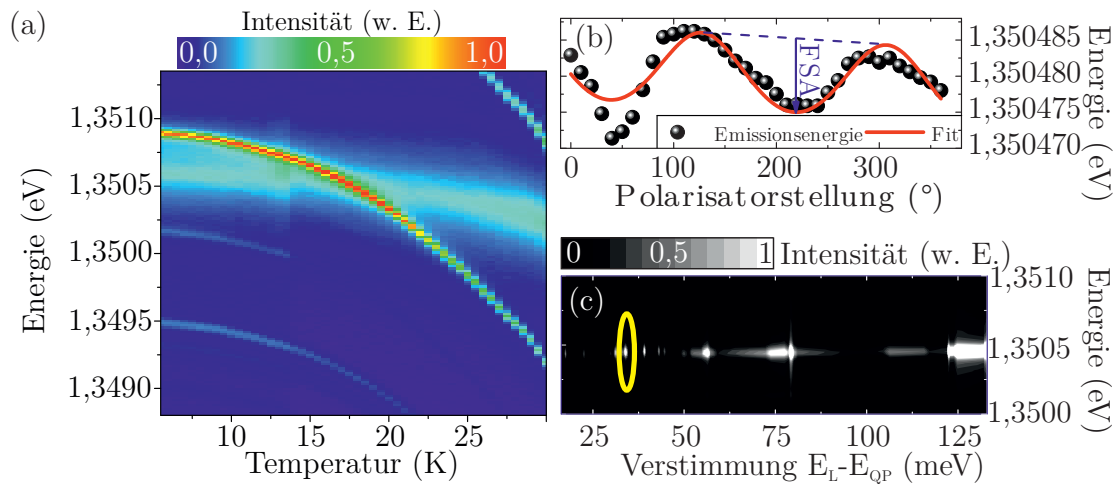 (a)
Intensität (w. E.)
0,0 0,5 1,0
1,3510
1,3505
1,3500
1,3495
1,3490
Energie (eV)
10 15 20 25
Temperatur (K)
(b)
FSA
Emissionsenergie Fit
1,350485
1,350480
1,350475
1,350470
Energie (eV)
0 100 200 300
Polarisatorstellung (°)
0 0,5 1 Intensität (w. E.)
(c)
1,3510
1,3505
1,3500
Energie (eV)
25 50 75 100 125
Verstimmung E_L-E_QP (meV)